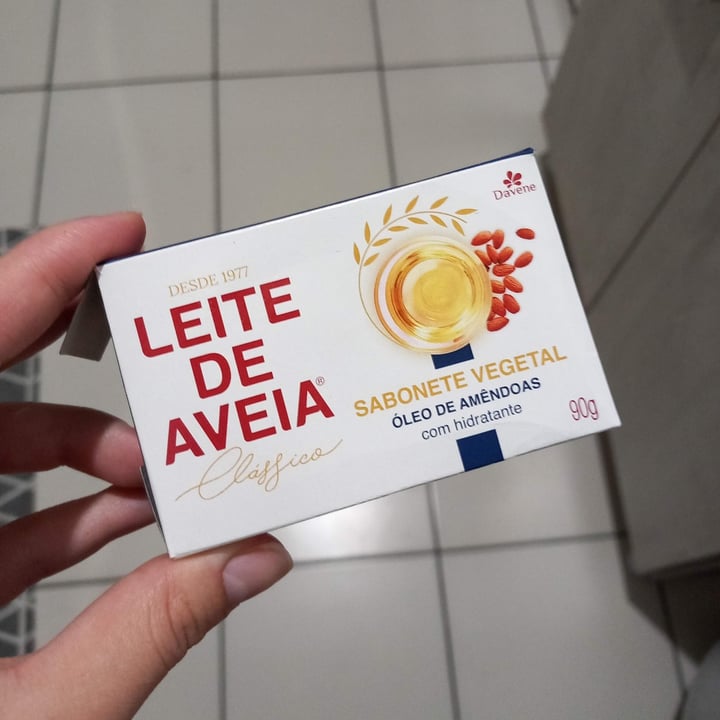 Davene
DESDE 1977
LEITE
DE
AVEIA®
Clássico
SABONETE VEGETAL
ÓLEO DE AMÊNDOAS
com hidratante
90g